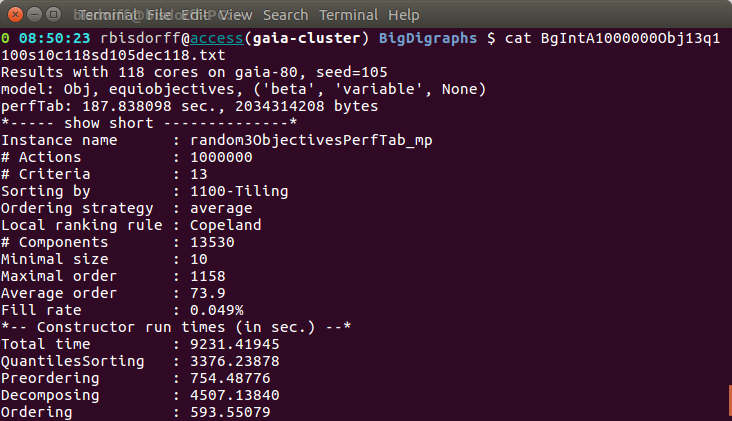 Terminal File Edit View Search Terminal Help
0 08:50:23 rbisdorff@access(gaia-cluster) BigDigraphs $ cat BgIntA1000000Obj13q1
100s10c118sd105dec118.txt
Results with 118 cores on gaia-80, seed=105
model: Obj, equiobjectives, ('beta', 'variable', None)
perfTab: 187.838098 sec., 2034314208 bytes
*----- show short --------------*
Instance name     : random3ObjectivesPerfTab_mp
# Actions         : 1000000
# Criteria        : 13
Sorting by        : 1100-Tiling
Ordering strategy : average
Local ranking rule : Copeland
# Components      : 13530
Minimal size      : 10
Maximal order     : 1158
Average order     : 73.9
Fill rate         : 0.049%
*-- Constructor run times (in sec.) --*
Total time        : 9231.41945
QuantilesSorting  : 3376.23878
Preordering       : 754.48776
Decomposing       : 4507.13840
Ordering          : 593.55079